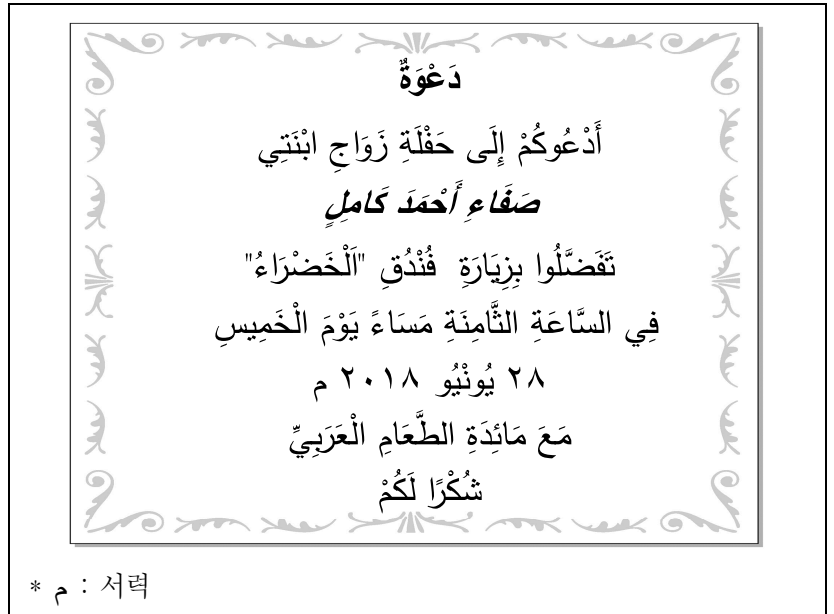 دَعْوَةٌ
أَدْعُوكُمْ إِلَى حَفْلَةِ زَوَاجِ ابْنَتِي
صَفَاءِ أَحْمَدَ كَامِلٍ
تَفَضَّلُوا بِزِيَارَةِ فُنْدُقِ "اَلْخَضْرَاءُ"
فِي السَّاعَةِ الثَّامِنَةِ مَسَاءً يَوْمَ الْخَمِيسِ
٢٨ يُونْيُو ٢٠١٨ م
مَعَ مَائِدَةِ الطَّعَامِ الْعَرَبِيِّ
شُكْرًا لَكُمْ
* م : 서력